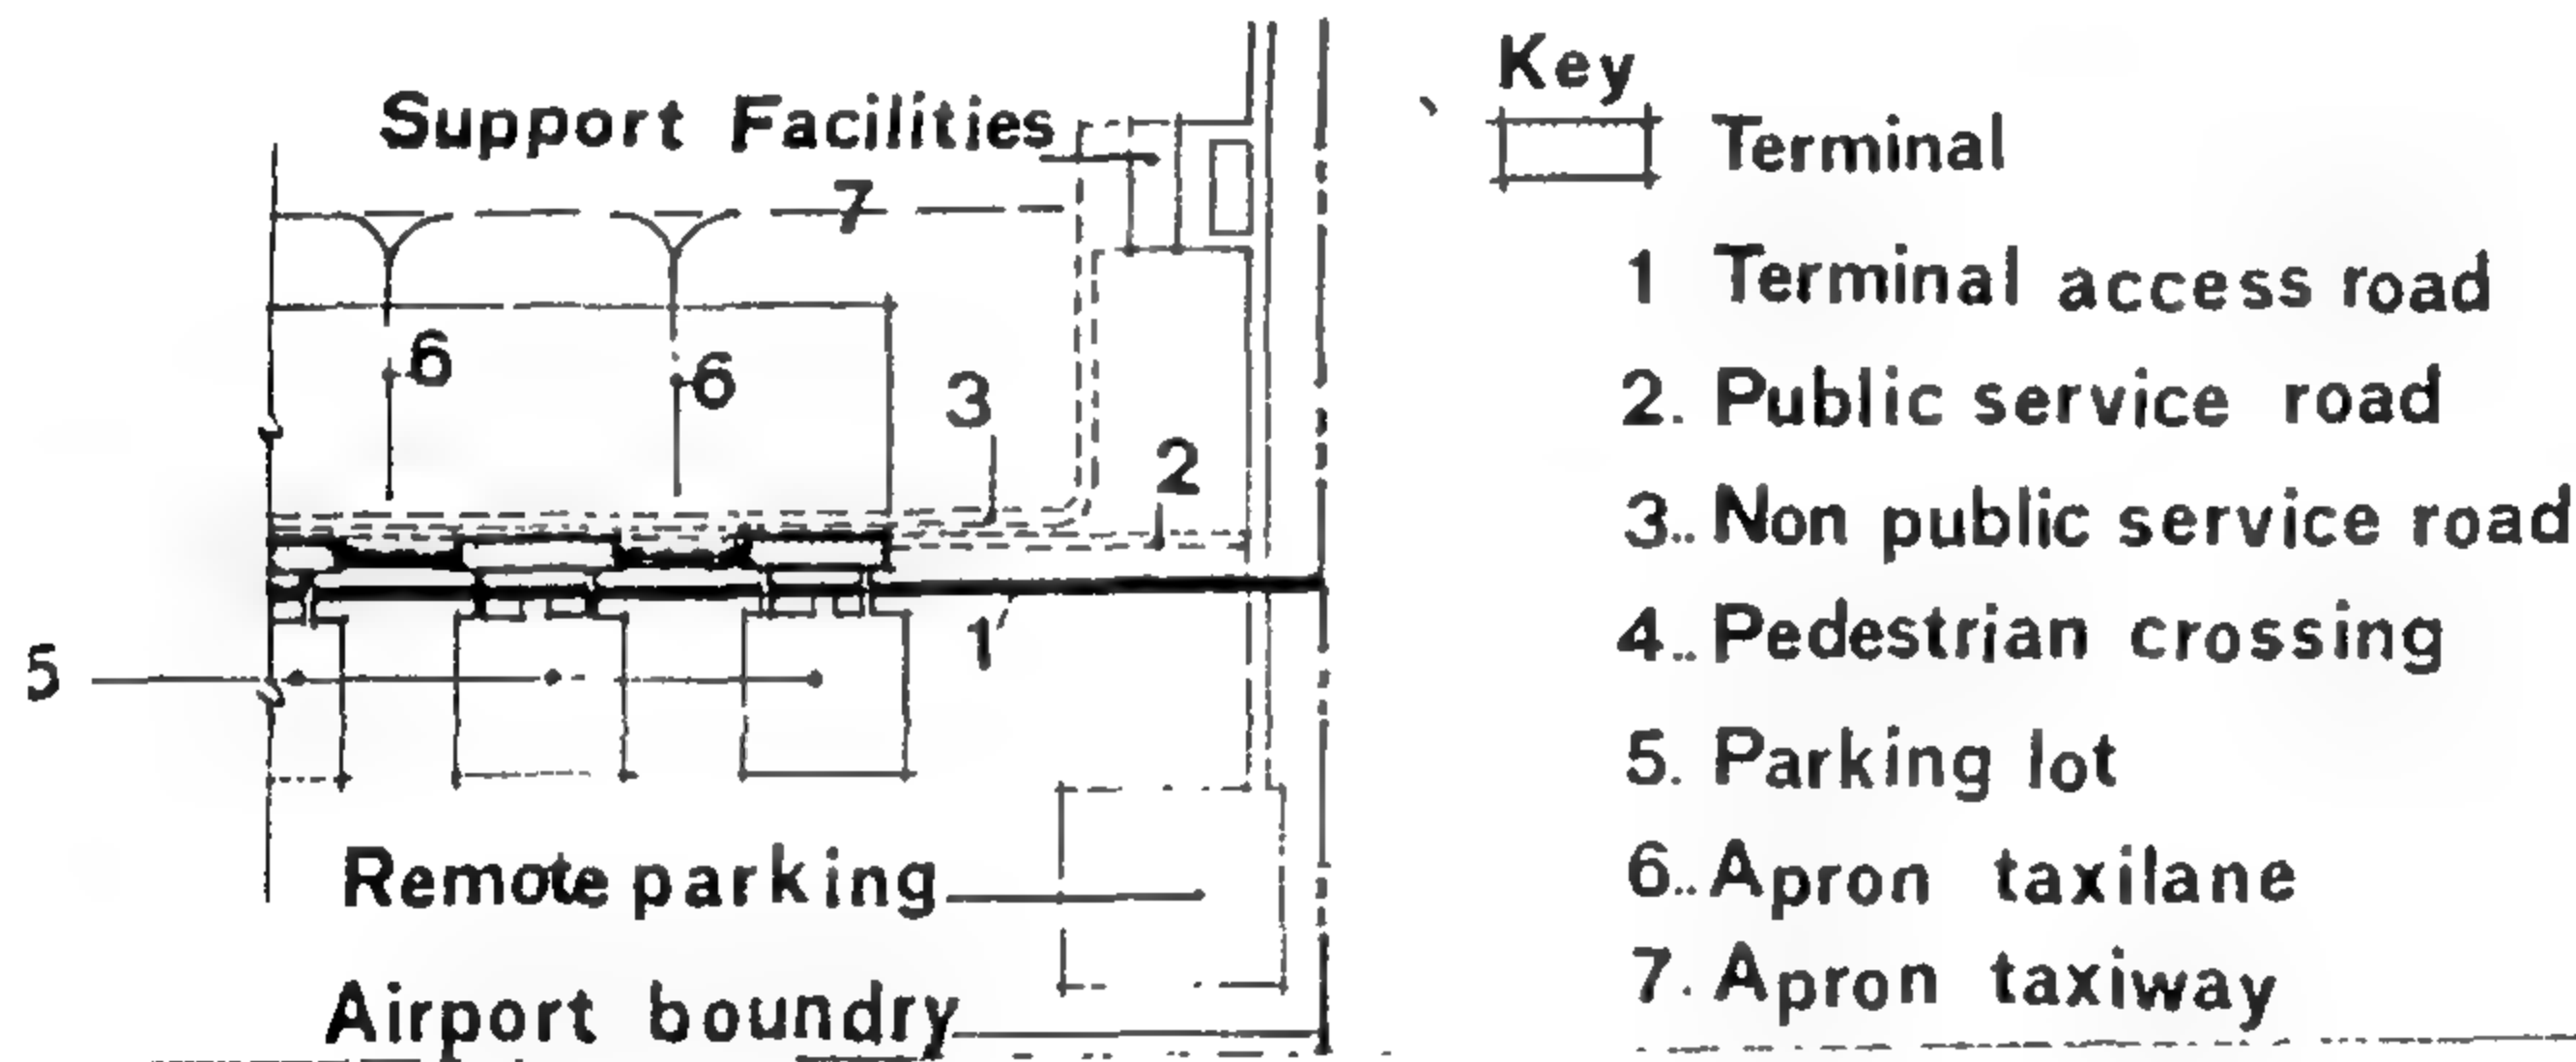 Support Facilities
7
6
6
3
2
1
5
Remote parking
Airport boundry
Key
Terminal
1 Terminal access road
2. Public service road
3.. Non public service road
4.. Pedestrian crossing
5. Parking lot
6.. Apron taxilane
7. Apron taxiway